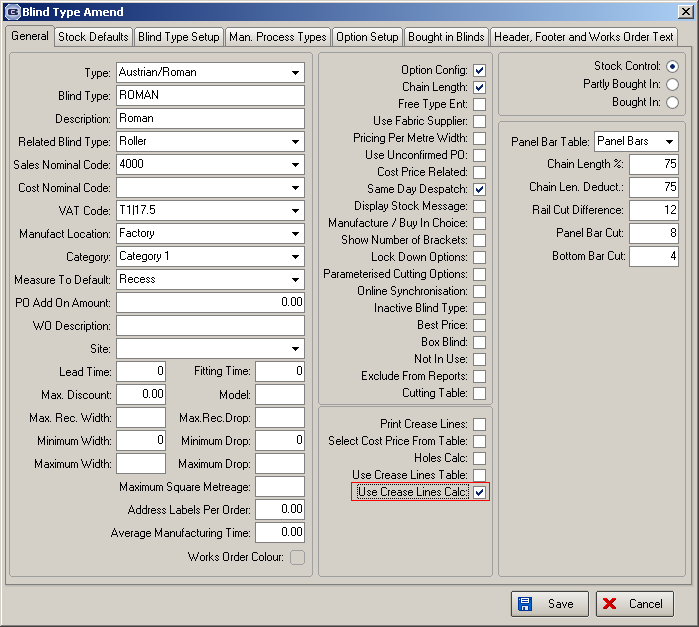 Blind Type Amend
General
Stock Defaults
Blind Type Setup
Man. Process Types
Option Setup
Bought in Blinds
Header, Footer and Works Order Text
Type: Austrian/Roman
Blind Type: ROMAN
Description: Roman
Related Blind Type: Roller
Sales Nominal Code: 4000
Cost Nominal Code:
VAT Code: T1|17.5
Manufact Location: Factory
Category: Category 1
Measure To Default: Recess
PO Add On Amount: 0.00
WO Description:
Site:
Lead Time: 0 Fitting Time: 0
Max. Discount: 0.00 Model:
Max. Rec. Width: Max.Rec.Drop:
Minimum Width: 0 Minimum Drop: 0
Maximum Width: Maximum Drop:
Maximum Square Metreage:
Address Labels Per Order: 0.00
Average Manufacturing Time: 0.00
Works Order Colour:
Option Config:
Chain Length:
Free Type Ent:
Use Fabric Supplier:
Pricing Per Metre Width:
Use Unconfirmed PO:
Cost Price Related:
Same Day Despatch:
Display Stock Message:
Manufacture / Buy In Choice:
Show Number of Brackets:
Lock Down Options:
Parameterised Cutting Options:
Online Synchronisation:
Inactive Blind Type:
Best Price:
Box Blind:
Not In Use:
Exclude From Reports:
Cutting Table:
Print Crease Lines:
Select Cost Price From Table:
Holes Calc:
Use Crease Lines Table:
Use Crease Lines Calc:
Stock Control:
Partly Bought In:
Bought In:
Panel Bar Table: Panel Bars
Chain Length %: 75
Chain Len. Deduct.: 75
Rail Cut Difference: 12
Panel Bar Cut: 8
Bottom Bar Cut: 4
Save
Cancel